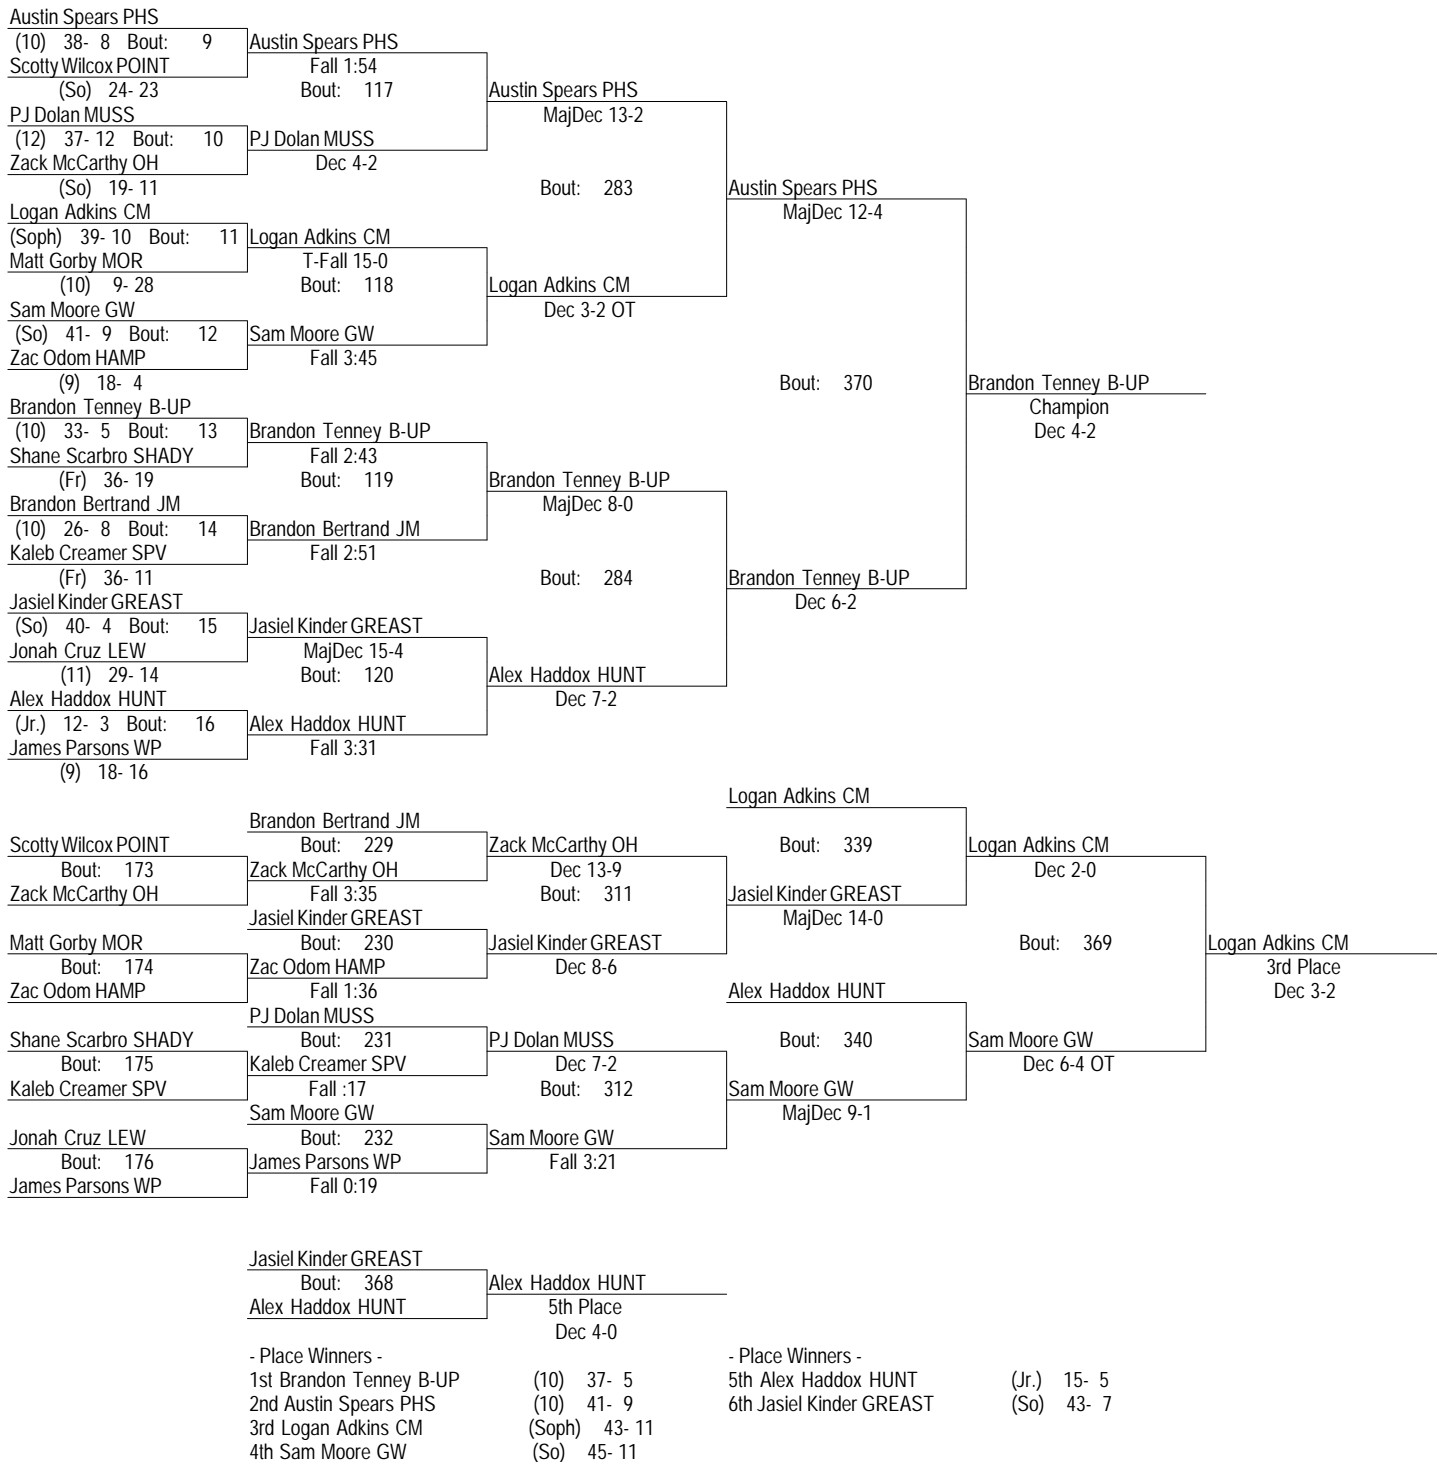 Austin Spears PHS
(10) 38- 8 Bout: 9 Austin Spears PHS
Scotty Wilcox POINT Fall 1:54
(So) 24- 23 Bout: 117 Austin Spears PHS
PJ Dolan MUSS MajDec 13-2
(12) 37- 12 Bout: 10 PJ Dolan MUSS
Zack McCarthy OH Dec 4-2
(So) 19- 11 Bout: 283 Austin Spears PHS
Logan Adkins CM MajDec 12-4
(Soph) 39- 10 Bout: 11 Logan Adkins CM
Matt Gorby MOR T-Fall 15-0
(10) 9- 28 Bout: 118 Logan Adkins CM
Sam Moore GW Dec 3-2 OT
(So) 41- 9 Bout: 12 Sam Moore GW
Zac Odom HAMP Fall 3:45
(9) 18- 4 Bout: 370 Brandon Tenney B-UP
Brandon Tenney B-UP Champion
(10) 33- 5 Bout: 13 Brandon Tenney B-UP Dec 4-2
Shane Scarbro SHADY Fall 2:43
(Fr) 36- 19 Bout: 119 Brandon Tenney B-UP
Brandon Bertrand JM MajDec 8-0
(10) 26- 8 Bout: 14 Brandon Bertrand JM
Kaleb Creamer SPV Fall 2:51
(Fr) 36- 11 Bout: 284 Brandon Tenney B-UP
Jasiel Kinder GREAST Dec 6-2
(So) 40- 4 Bout: 15 Jasiel Kinder GREAST
Jonah Cruz LEW MajDec 15-4
(11) 29- 14 Bout: 120 Alex Haddox HUNT
Alex Haddox HUNT Dec 7-2
(Jr.) 12- 3 Bout: 16 Alex Haddox HUNT
James Parsons WP Fall 3:31
(9) 18- 16
Logan Adkins CM
Brandon Bertrand JM
Scotty Wilcox POINT Bout: 229 Zack McCarthy OH Bout: 339 Logan Adkins CM
Bout: 173 Zack McCarthy OH Dec 13-9 Dec 2-0
Zack McCarthy OH Fall 3:35 Bout: 311 Jasiel Kinder GREAST
Jasiel Kinder GREAST MajDec 14-0
Matt Gorby MOR Bout: 230 Jasiel Kinder GREAST Bout: 369 Logan Adkins CM
Bout: 174 Zac Odom HAMP Dec 8-6 3rd Place
Zac Odom HAMP Fall 1:36 Alex Haddox HUNT Dec 3-2
PJ Dolan MUSS
Shane Scarbro SHADY Bout: 231 PJ Dolan MUSS Bout: 340 Sam Moore GW
Bout: 175 Kaleb Creamer SPV Dec 7-2 Dec 6-4 OT
Kaleb Creamer SPV Fall :17 Bout: 312 Sam Moore GW
Sam Moore GW MajDec 9-1
Jonah Cruz LEW Bout: 232 Sam Moore GW
Bout: 176 James Parsons WP Fall 3:21
James Parsons WP Fall 0:19
Jasiel Kinder GREAST
Bout: 368 Alex Haddox HUNT
Alex Haddox HUNT 5th Place
Dec 4-0
- Place Winners - - Place Winners -
1st Brandon Tenney B-UP (10) 37- 5 5th Alex Haddox HUNT (Jr.) 15- 5
2nd Austin Spears PHS (10) 41- 9 6th Jasiel Kinder GREAST (So) 43- 7
3rd Logan Adkins CM (Soph) 43- 11
4th Sam Moore GW (So) 45- 11